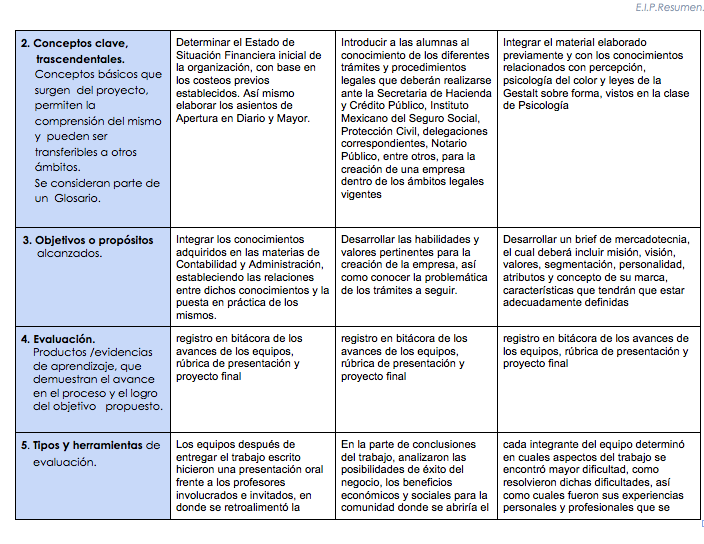 E.I.P.Resumen.
2. Conceptos clave,
trascendentales.
Conceptos básicos que
surgen del proyecto,
permiten la
comprensión del mismo
y pueden ser
transferibles a otros
ámbitos.
Se consideran parte de
un Glosario.
Determinar el Estado de
Situación Financiera inicial de
la organización, con base en
los costeos previos
establecidos. Así mismo
elaborar los asientos de
Apertura en Diario y Mayor.
Introducir a las alumnas al
conocimiento de los diferentes
trámites y procedimientos
legales que deberán realizarse
ante la Secretaria de Hacienda
y Crédito Público, Instituto
Mexicano del Seguro Social,
Protección Civil, delegaciones
correspondientes, Notario
Público, entre otros, para la
creación de una empresa
dentro de los ámbitos legales
vigentes
Integrar el material elaborado
previamente y con los conocimientos
relacionados con percepción,
psicología del color y leyes de la
Gestalt sobre forma, vistos en la clase
de Psicología
3. Objetivos o propósitos
alcanzados.
Integrar los conocimientos
adquiridos en las materias de
Contabilidad y Administración,
estableciendo las relaciones
entre dichos conocimientos y la
puesta en práctica de los
mismos.
Desarrollar las habilidades y
valores pertinentes para la
creación de la empresa, así
como conocer la problemática
de los trámites a seguir.
Desarrollar un brief de mercadotecnia,
el cual deberá incluir misión, visión,
valores, segmentación, personalidad,
atributos y concepto de su marca,
características que tendrán que estar
adecuadamente definidas
4. Evaluación.
Productos /evidencias
de aprendizaje, que
demuestran el avance
en el proceso y el logro
del objetivo propuesto.
registro en bitácora de los
avances de los equipos,
rúbrica de presentación y
proyecto final
registro en bitácora de los
avances de los equipos,
rúbrica de presentación y
proyecto final
registro en bitácora de los avances de
los equipos, rúbrica de presentación y
proyecto final
5. Tipos y herramientas de
evaluación.
Los equipos después de
entregar el trabajo escrito
hicieron una presentación oral
frente a los profesores
involucrados e invitados, en
donde se retroalimentó la
En la parte de conclusiones
del trabajo, analizaron las
posibilidades de éxito del
negocio, los beneficios
económicos y sociales para la
comunidad donde se abriría el
cada integrante del equipo determinó
en cuales aspectos del trabajo se
encontró mayor dificultad, como
resolvieron dichas dificultades, así
como cuales fueron sus experiencias
personales y profesionales que se